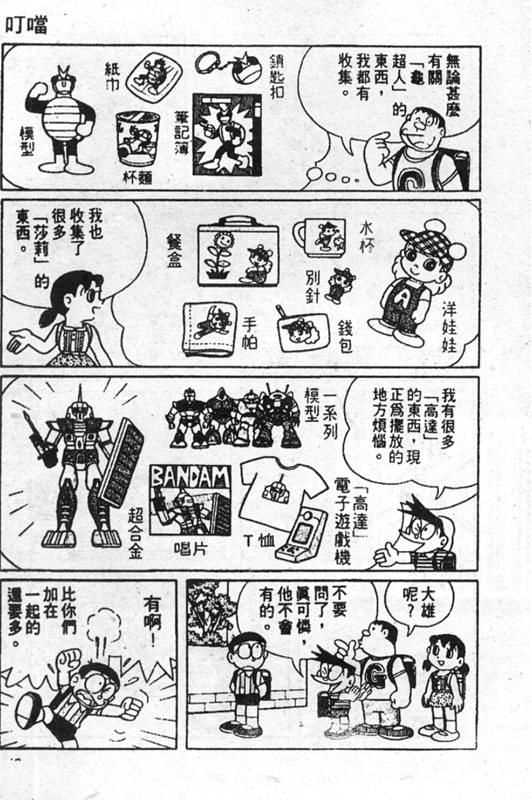 叮噹
無論甚麼
有關
「龜
超人」的
東西,
我都有
收集。
鎖匙扣
紙巾
筆記簿
模型
杯麵
G
我也
收集了
很多
「莎莉」的
東西。
水杯
餐盒
別針
洋娃娃
A
手帕
錢包
我有很多
「高達」
的東西,現
正為擺放的
地方煩惱。
一系列
模型
超合金
BANDAM
唱片
T恤
「高達」
電子遊戲機
大雄
呢?
不要
問了,
真可憐,
他不會
有的。
G
有啊!
比你們
加在
一起的
還要多。